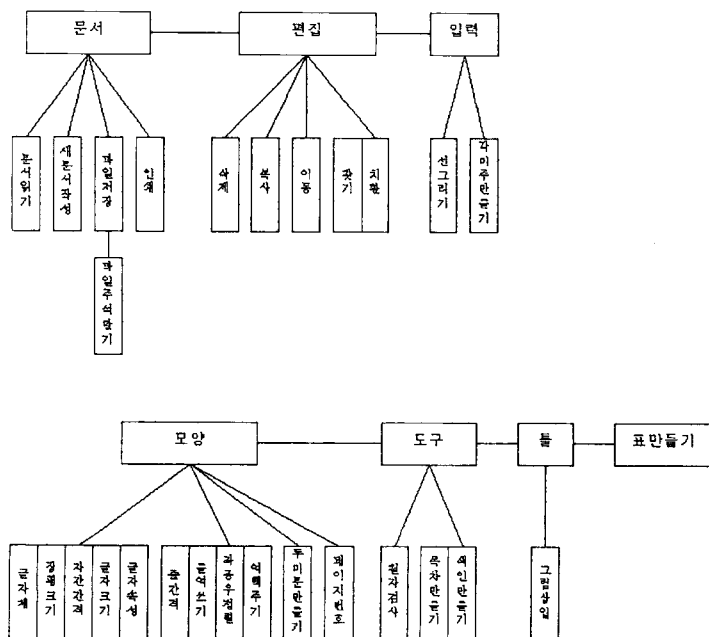 문서
편집
입력
문서읽기
새문서작성
파일저장
인쇄
삭제
복사
이동
찾기
치환
선그리기
각미주만들기
파일주석달기
모양
도구
틀
표만들기
글자체
장평크기
자간간격
글자크기
글자속성
줄간격
들여쓰기
좌중우정렬
여백주기
두미문만들기
페이지번호
철자검사
목차만들기
색인만들기
그림삽입